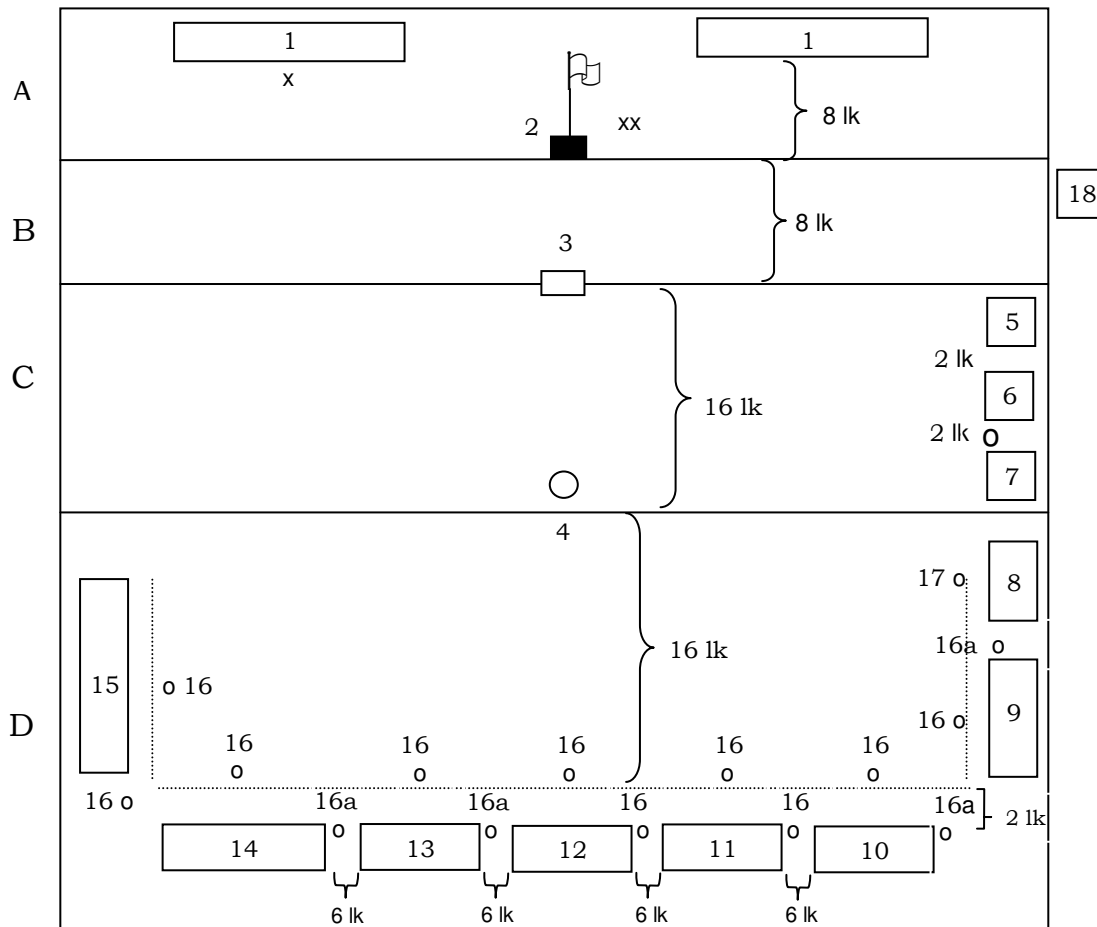 1 1
x
A
2 xx
8 lk
18
B
8 lk
3
5
2 lk
C
6
16 lk
2 lk o
7
4
17 o 8
16a o
16 lk
15 o 16 9
D
16 o
16 16 16 16 16
o o o o o
16 o 16a 16a 16 16 16a
2 lk
o o o o o
14 13 12 11 10
6 lk 6 lk 6 lk 6 lk